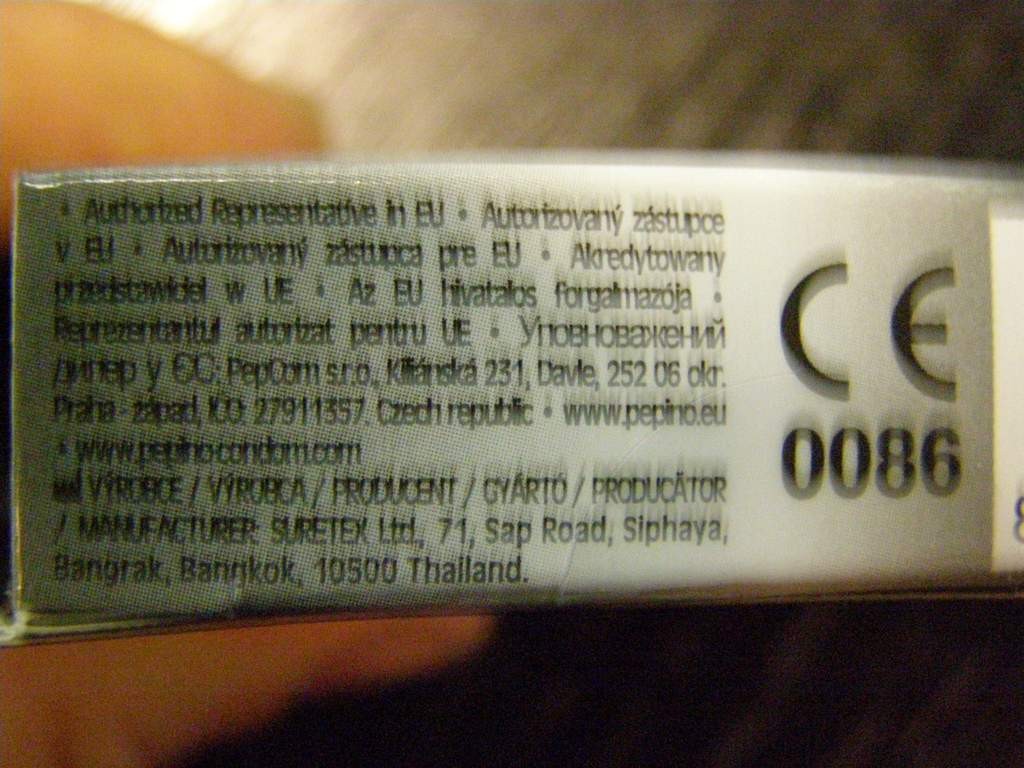 • Authorized Representative in EU • Autorizovaný zástupce
v EU • Autorizovaný zástupca pre EU • Akredytowany
przedstawiciel w UE • Az EU hivatalos forgalmazója •
Reprezentantul autorizat pentru UE • Уповноважений
дилер у ЄС: PepCom s.r.o., Kiliánská 231, Davle, 252 06 okr.
Praha - západ, IČO: 27911357. Czech republic • www.pepino.eu
• www.pepino-condom.com
VÝROBCE / VÝROBCA / PRODUCENT / GYÁRTÓ / PRODUCĂTOR
/ MANUFACTURER: SURETEX Ltd., 71, Sap Road, Siphaya,
Bangrak, Bangkok, 10500 Thailand.
CE
0086